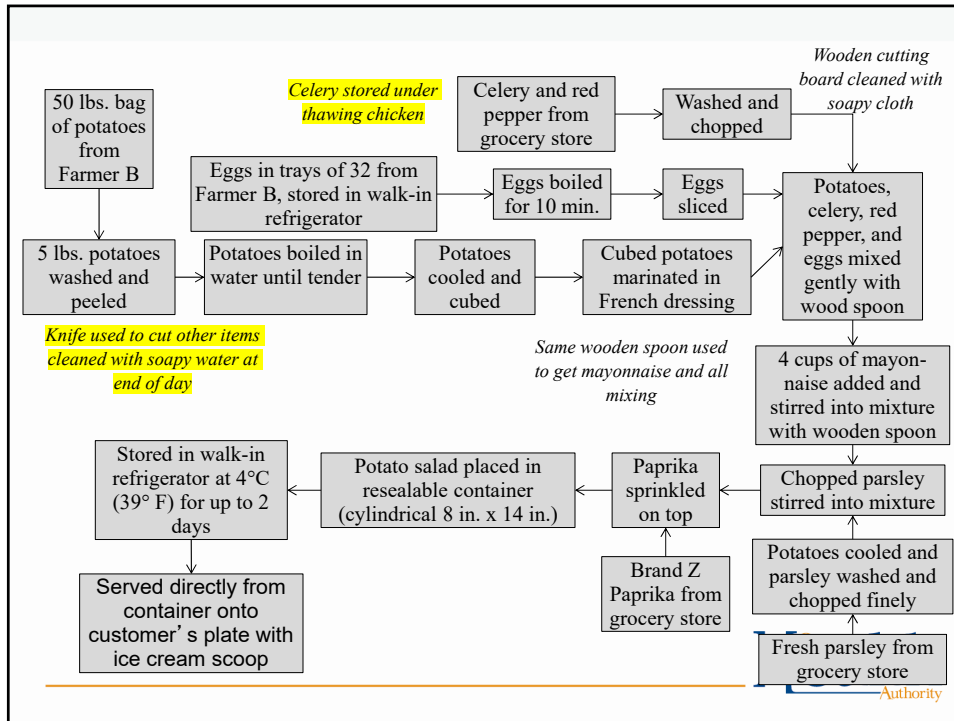 Wooden cutting
board cleaned with
soapy cloth
Celery stored under
thawing chicken
Celery and red
pepper from
grocery store
Washed and
chopped
50 lbs. bag
of potatoes
from
Farmer B
Eggs in trays of 32 from
Farmer B, stored in walk-in
refrigerator
Eggs boiled
for 10 min.
Eggs
sliced
Potatoes,
celery, red
pepper, and
eggs mixed
gently with
wood spoon
5 lbs. potatoes
washed and
peeled
Potatoes boiled in
water until tender
Potatoes
cooled and
cubed
Cubed potatoes
marinated in
French dressing
Knife used to cut other items
cleaned with soapy water at
end of day
Same wooden spoon used
to get mayonnaise and all
mixing
4 cups of mayon-
naise added and
stirred into mixture
with wooden spoon
Stored in walk-in
refrigerator at 4°C
(39° F) for up to 2
days
Potato salad placed in
resealable container
(cylindrical 8 in. x 14 in.)
Paprika
sprinkled
on top
Chopped parsley
stirred into mixture
Potatoes cooled and
parsley washed and
chopped finely
Served directly from
container onto
customer’s plate with
ice cream scoop
Brand Z
Paprika from
grocery store
Fresh parsley from
grocery store
Authority